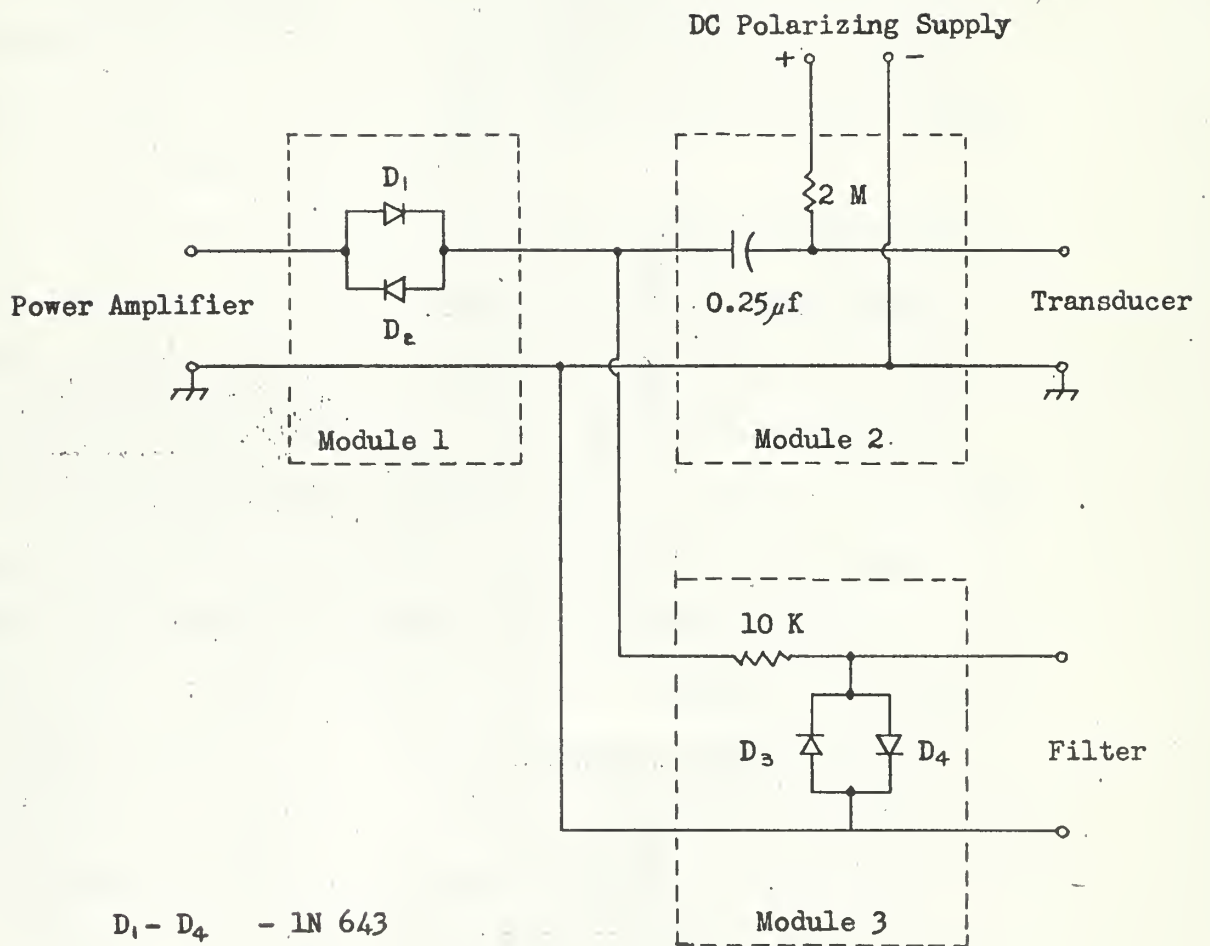 DC Polarizing Supply
+ -
D₁
2 M
Power Amplifier
0.25μf
Transducer
D₂
Module 1
Module 2
10 K
D₃
D₄
Filter
D₁ - D₄ - 1N 643
Module 3